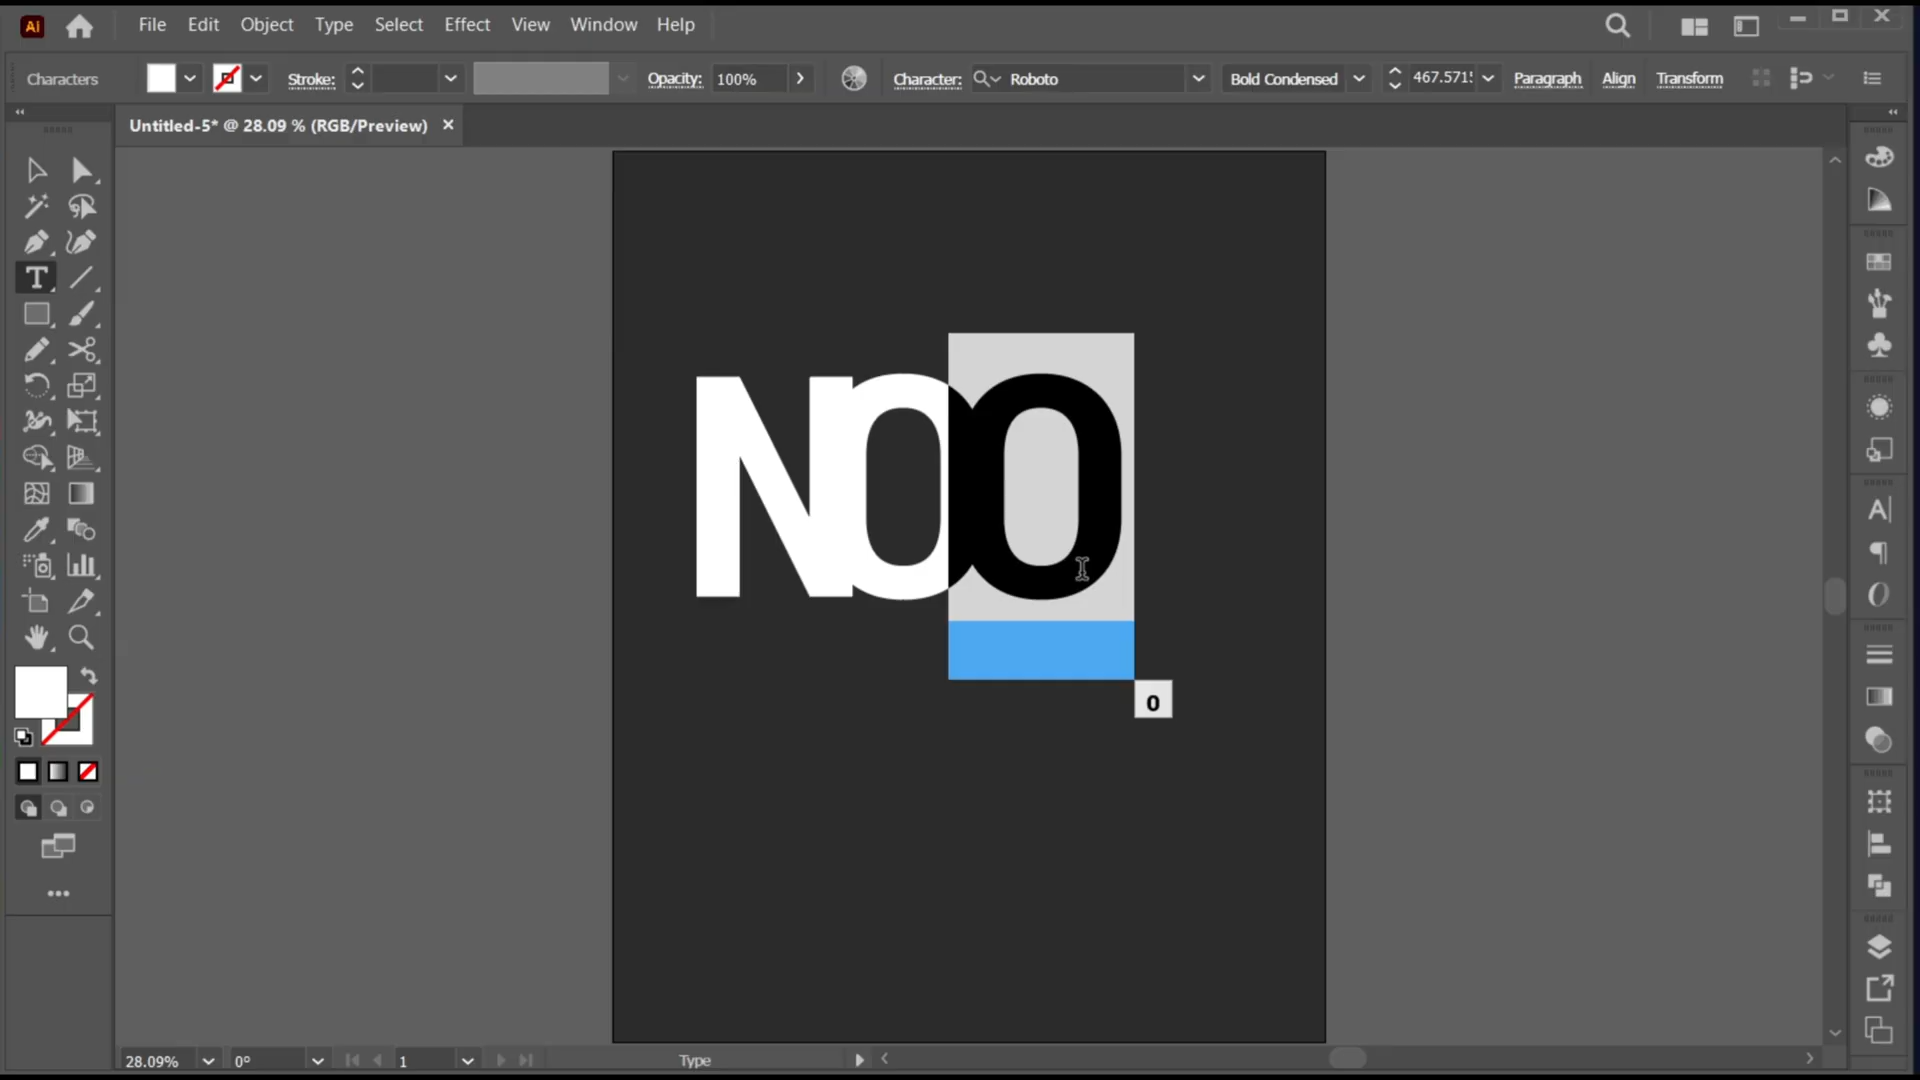 Ai File Edit Object Type Select Effect View Window Help
Characters Stroke: Opacity: 100% Character: Roboto Bold Condensed 467.571 Paragraph Align Transform
Untitled-5* @ 28.09 % (RGB/Preview)
NOO
0
28.09% 0° 1 Type